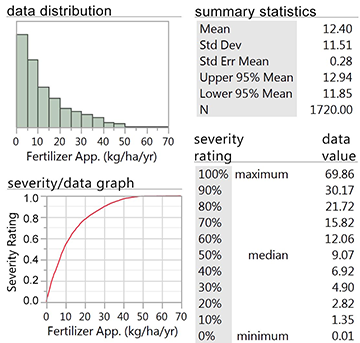 data distribution
0 10 20 30 40 50 60 70
Fertilizer App. (kg/ha/yr)
severity/data graph
Severity Rating
1.0
0.8
0.6
0.4
0.2
0.0
0 10 20 30 40 50 60 70
Fertilizer App. (kg/ha/yr)
summary statistics
Mean 12.40
Std Dev 11.51
Std Err Mean 0.28
Upper 95% Mean 12.94
Lower 95% Mean 11.85
N 1720.00
severity data
rating value
100% maximum 69.86
90% 30.17
80% 21.72
70% 15.82
60% 12.06
50% median 9.07
40% 6.92
30% 4.90
20% 2.82
10% 1.35
0% minimum 0.01